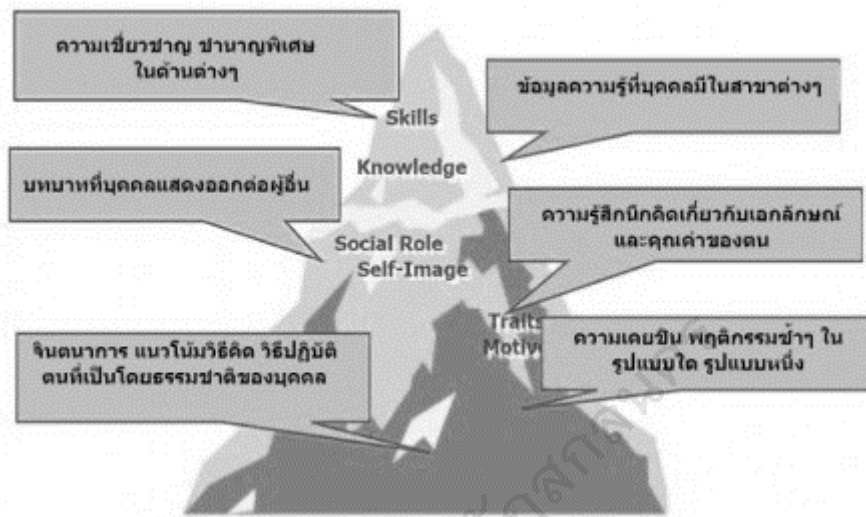 ความเชี่ยวชาญ ชำนาญพิเศษ
ในด้านต่างๆ
ข้อมูลความรู้ที่บุคคลมีในสาขาต่างๆ
Skills
Knowledge
บทบาทที่บุคคลแสดงออกต่อผู้อื่น
ความรู้สึกนึกคิดเกี่ยวกับเอกลักษณ์
และคุณค่าของตน
Social Role
Self-Image
Traits
จินตนาการ แนวโน้มวิธีคิด วิธีปฏิบัติ
ตนที่เป็นโดยธรรมชาติของบุคคล
ความเคยชิน พฤติกรรมซ้ำๆ ใน
รูปแบบใด รูปแบบหนึ่ง